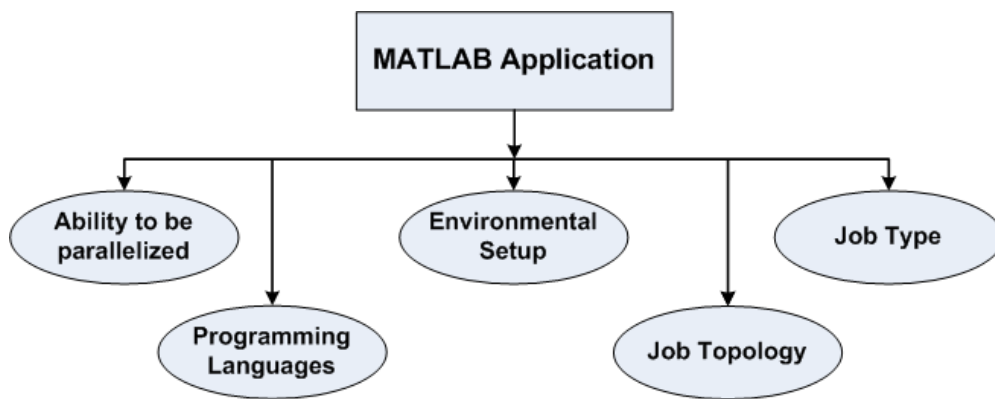 MATLAB Application
Ability to be
parallelized
Environmental
Setup
Job Type
Programming
Languages
Job Topology